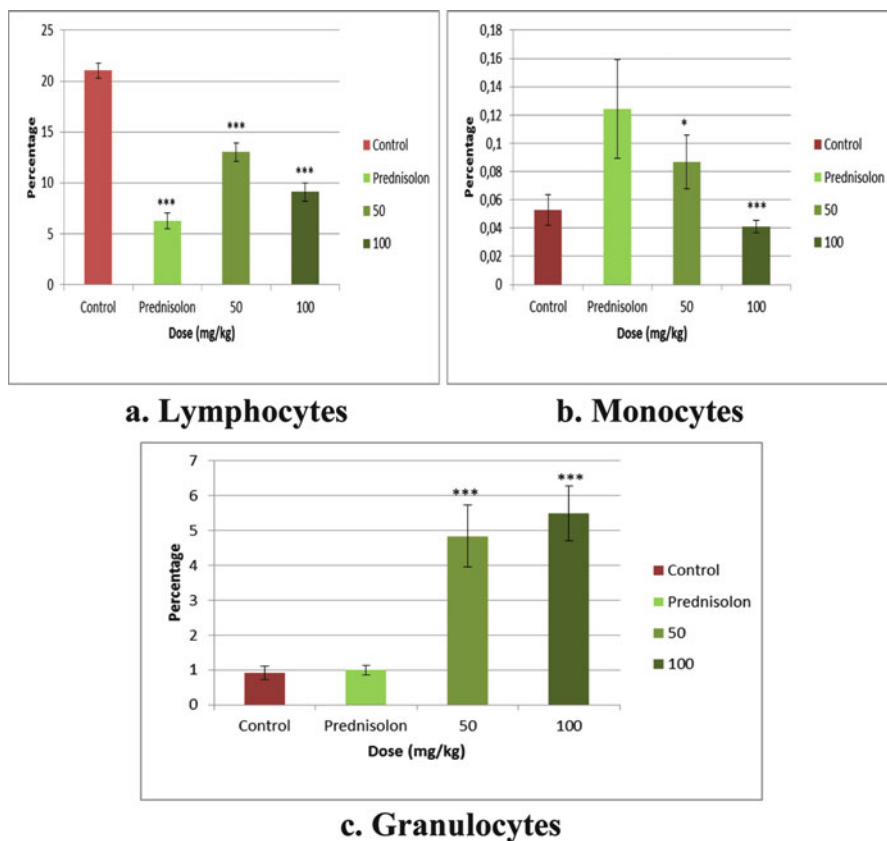 25
20
15
10
5
0
Percentage
***
***
***
Control
Prednisolon
50
100
Control Prednisolon 50 100
Dose (mg/kg)
a. Lymphocytes
0,18
0,16
0,14
0,12
0,1
0,08
0,06
0,04
0,02
0
Percentage
*
***
Control
Prednisolon
50
100
Control Prednisolon 50 100
Dose (mg/kg)
b. Monocytes
7
6
5
4
3
2
1
0
Percentage
***
***
Control
Prednisolon
50
100
Control Prednisolon 50 100
Dose (mg/kg)
c. Granulocytes